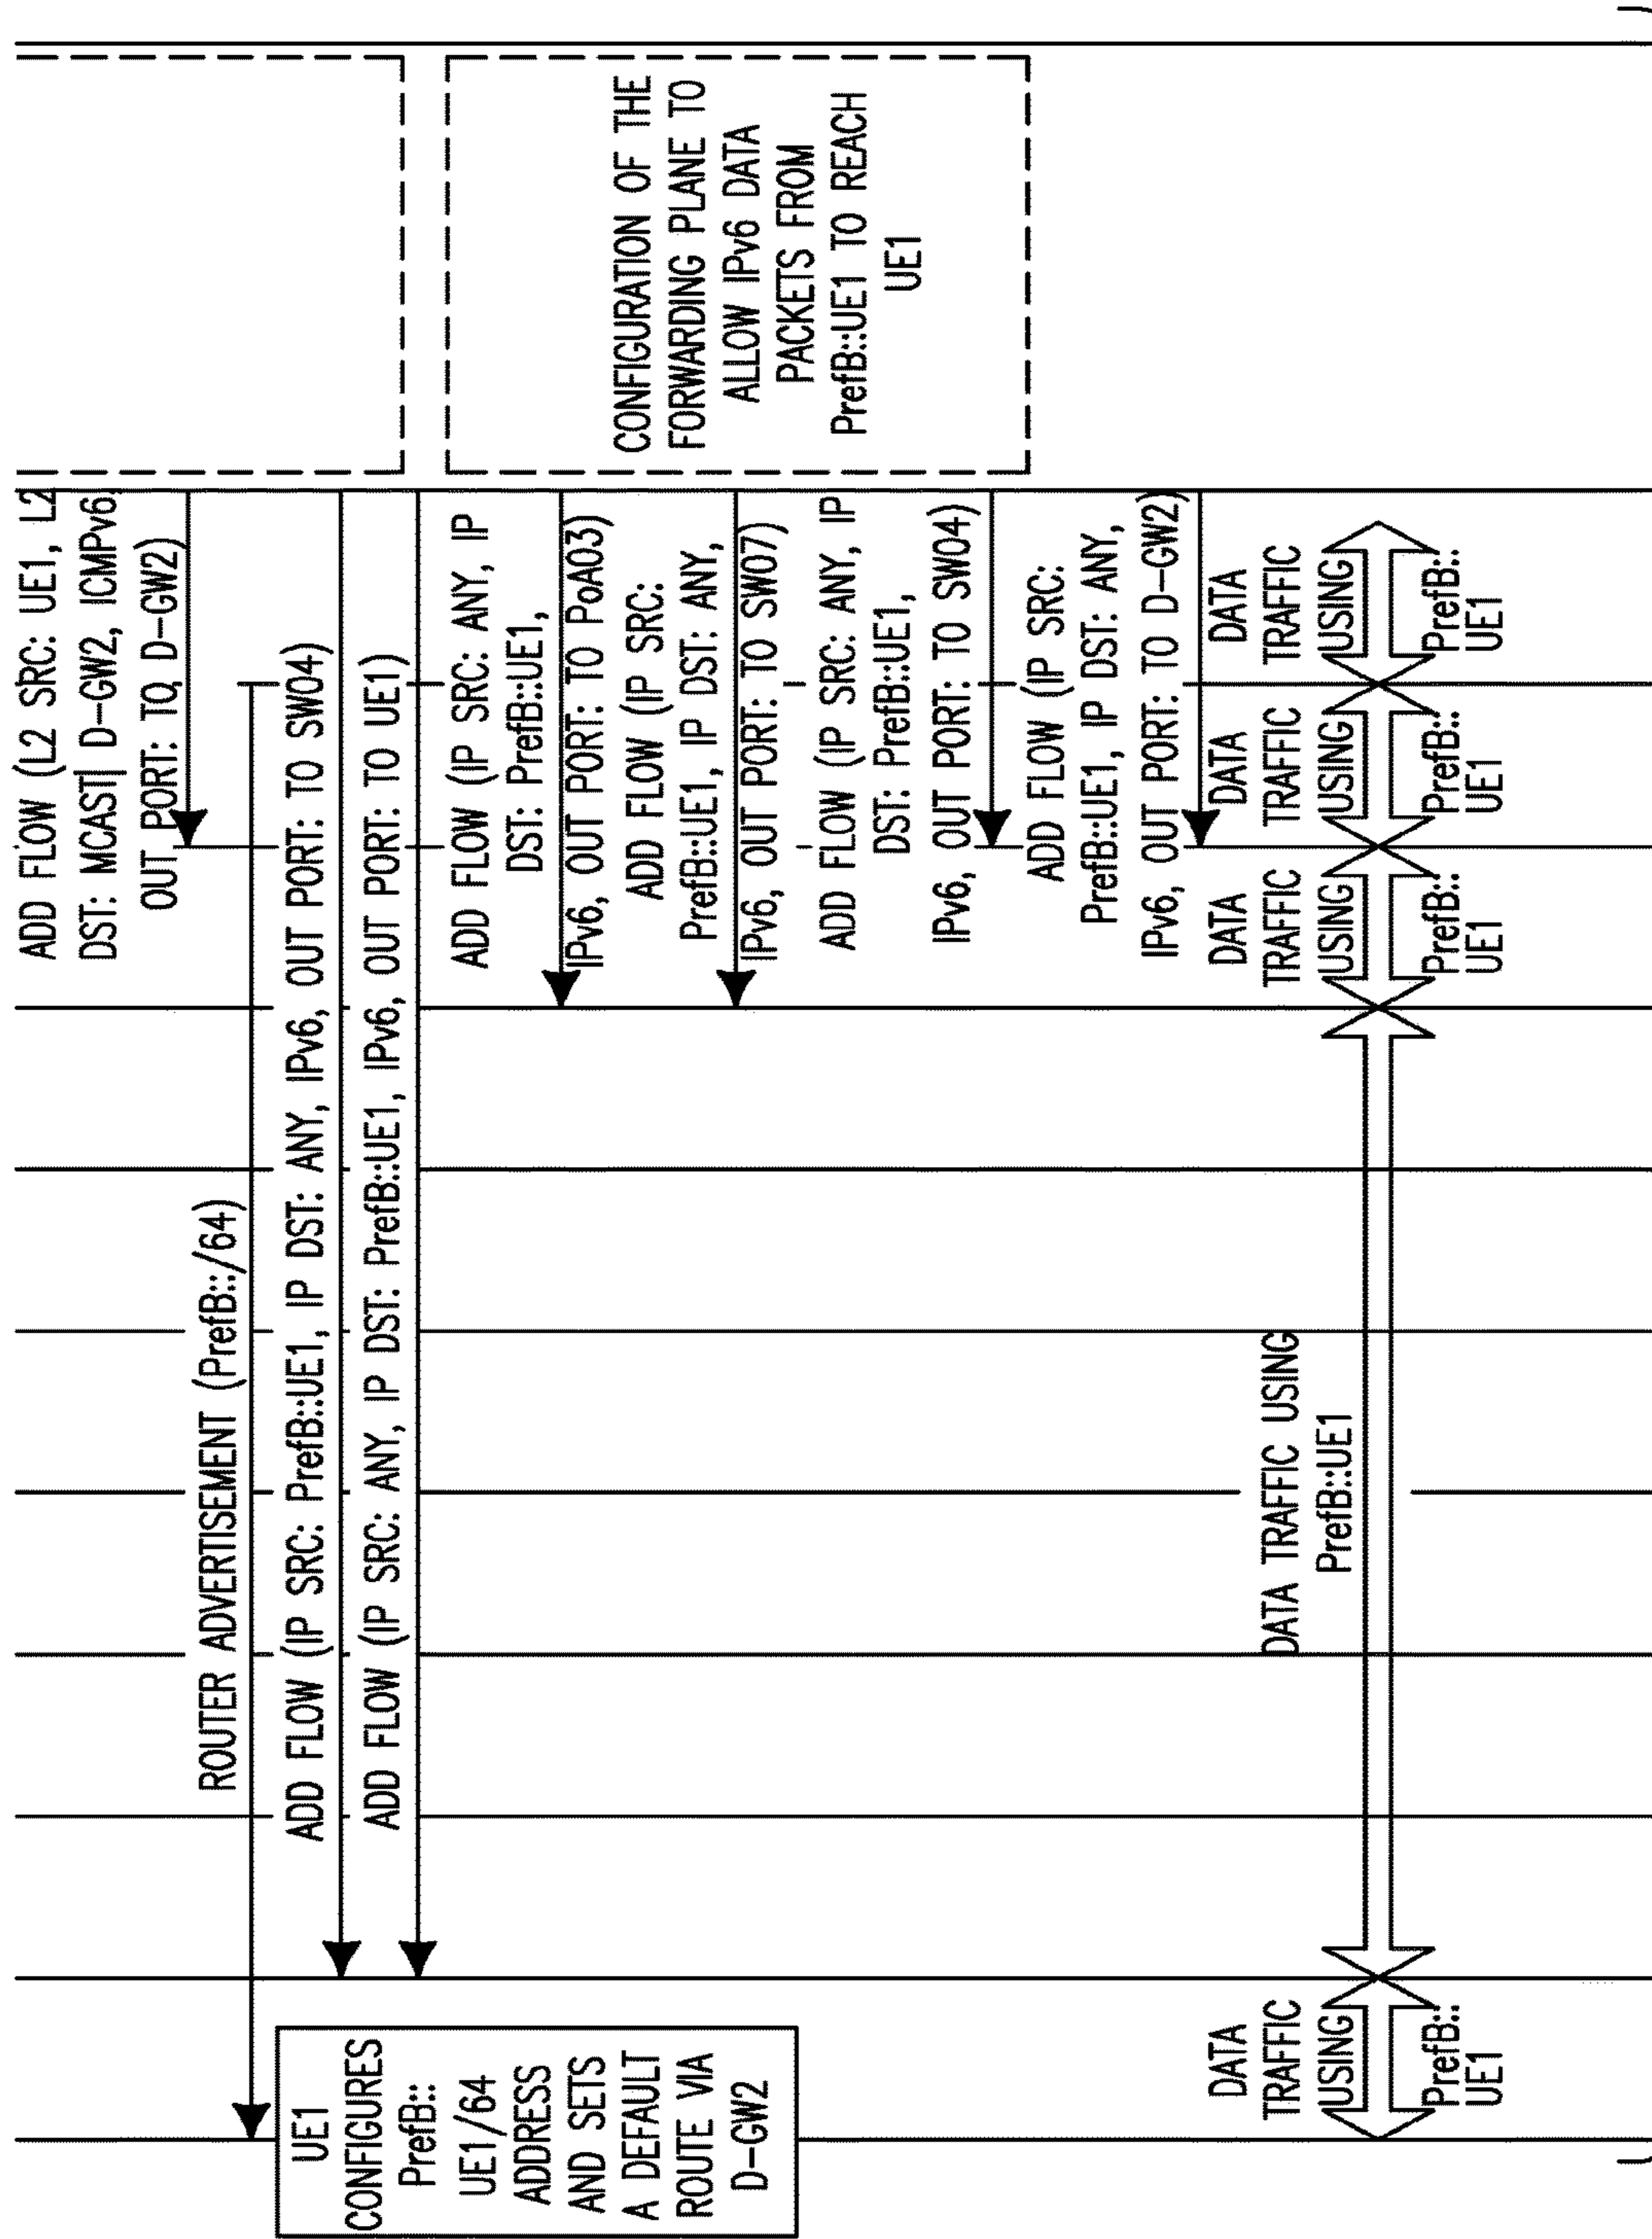 ADD FLOW (L2 SRC: UE1, L2
DST: MCAST| D-GW2, ICMPv6,
OUT PORT: TO D-GW2)
ROUTER ADVERTISEMENT (PrefB::/64)
UE1
CONFIGURES
PrefB::
UE1/64
ADDRESS
AND SETS
A DEFAULT
ROUTE VIA
D-GW2
ADD FLOW (IP SRC: PrefB::UE1, IP DST: ANY, IPv6, OUT PORT: TO SW04)
ADD FLOW (IP SRC: ANY, IP DST: PrefB::UE1, IPv6, OUT PORT: TO UE1)
ADD FLOW (IP SRC: ANY, IP
DST: PrefB::UE1,
IPv6, OUT PORT: TO PoA03)
ADD FLOW (IP SRC:
PrefB::UE1, IP DST: ANY,
IPv6, OUT PORT: TO SW07)
ADD FLOW (IP SRC: ANY, IP
DST: PrefB::UE1,
IPv6, OUT PORT: TO SW04)
ADD FLOW (IP SRC:
PrefB::UE1, IP DST: ANY,
IPv6, OUT PORT: TO D-GW2)
CONFIGURATION OF THE
FORWARDING PLANE TO
ALLOW IPv6 DATA
PACKETS FROM
PrefB::UE1 TO REACH
UE1
DATA
TRAFFIC
USING
PrefB::
UE1
DATA TRAFFIC USING
PrefB::UE1
DATA
TRAFFIC
USING
PrefB::
UE1
DATA
TRAFFIC
USING
PrefB::
UE1
DATA
TRAFFIC
USING
PrefB::
UE1